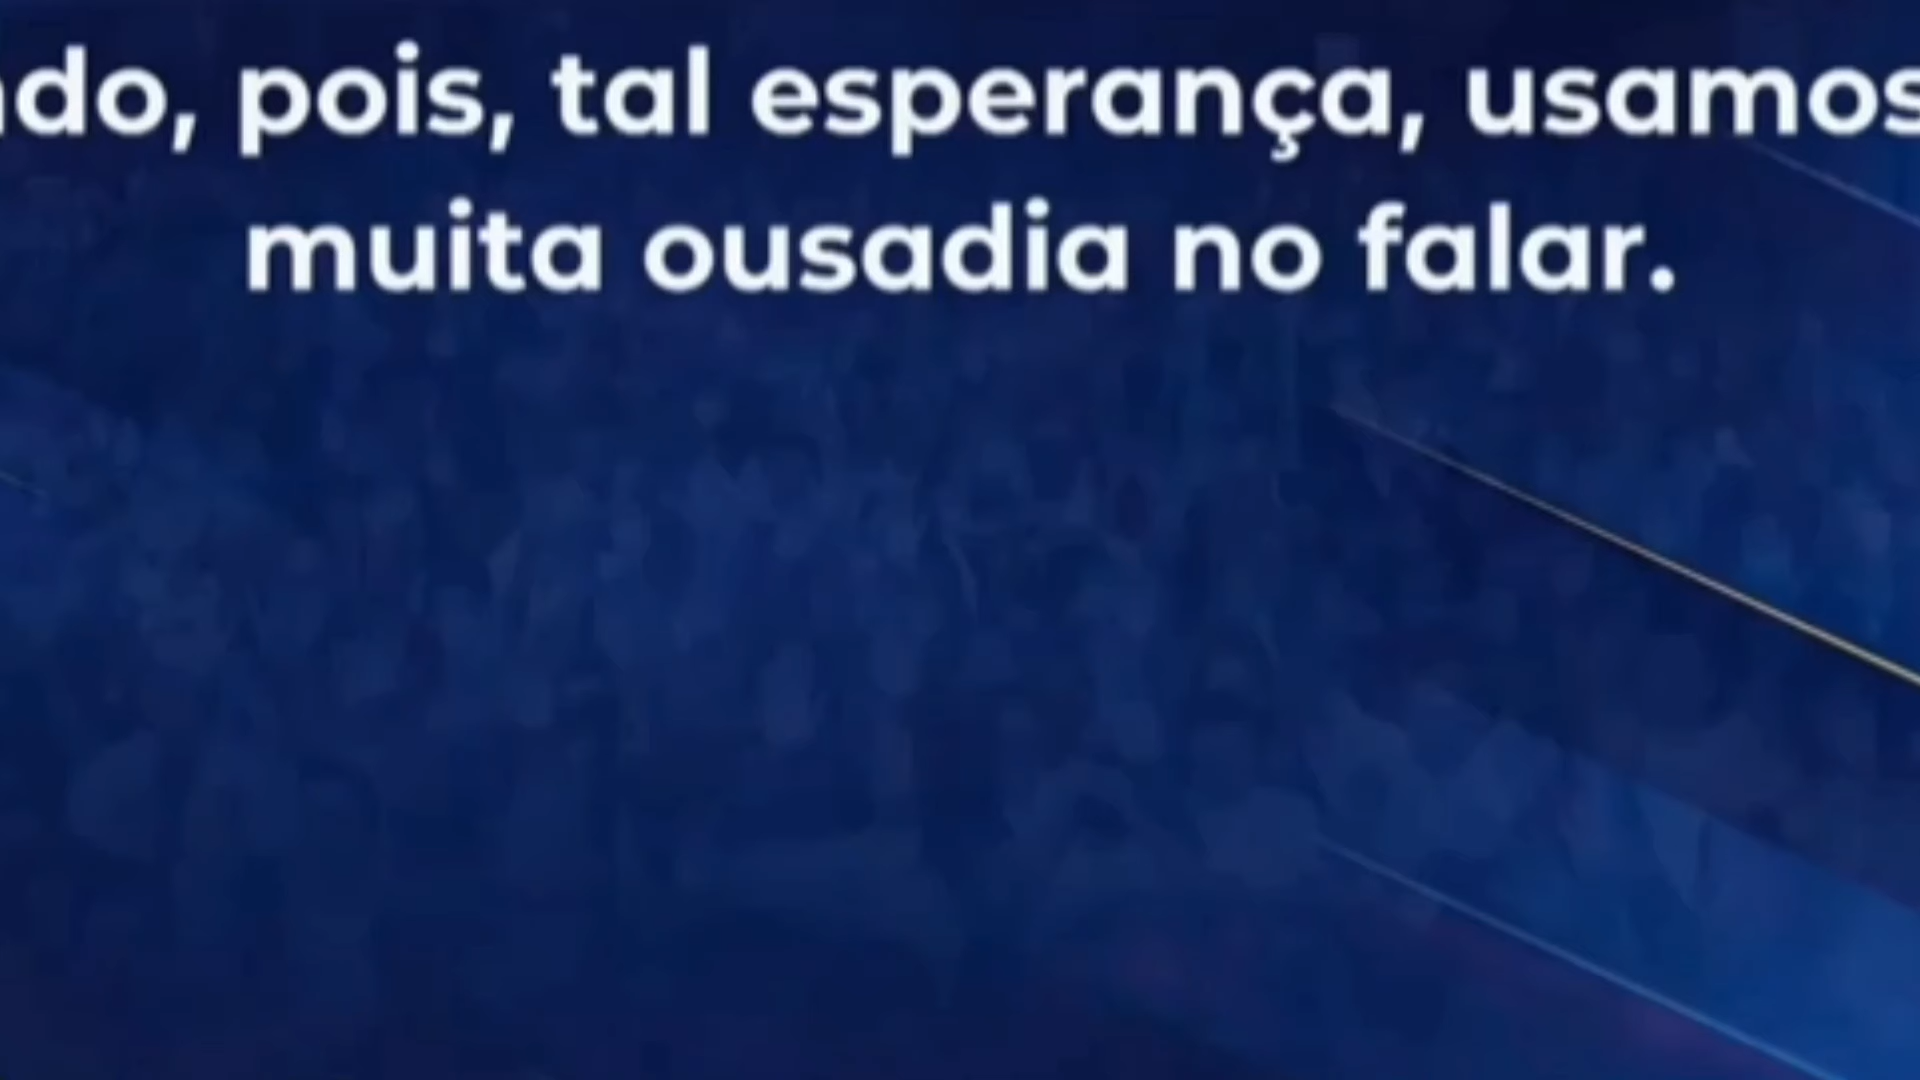 ndo, pois, tal esperança, usamos
muita ousadia no falar.